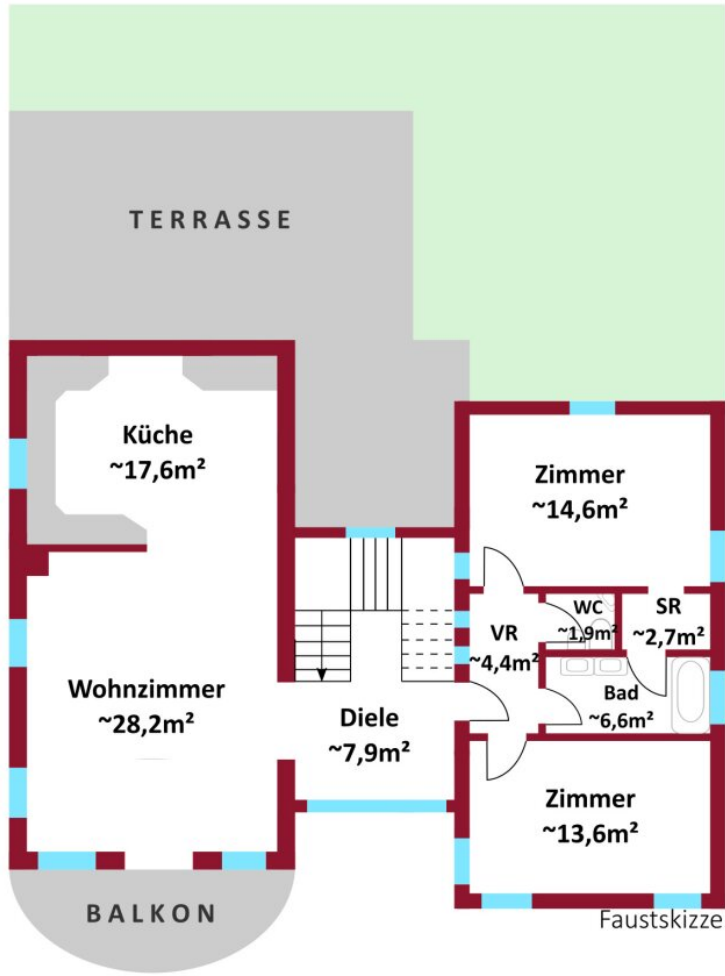 TERRASSE
Küche
~17,6m²
Zimmer
~14,6m²
WC
~1,9m²
SR
~2,7m²
VR
~4,4m²
Wohnzimmer
~28,2m²
Diele
~7,9m²
Bad
~6,6m²
Zimmer
~13,6m²
BALKON
Faustskizze